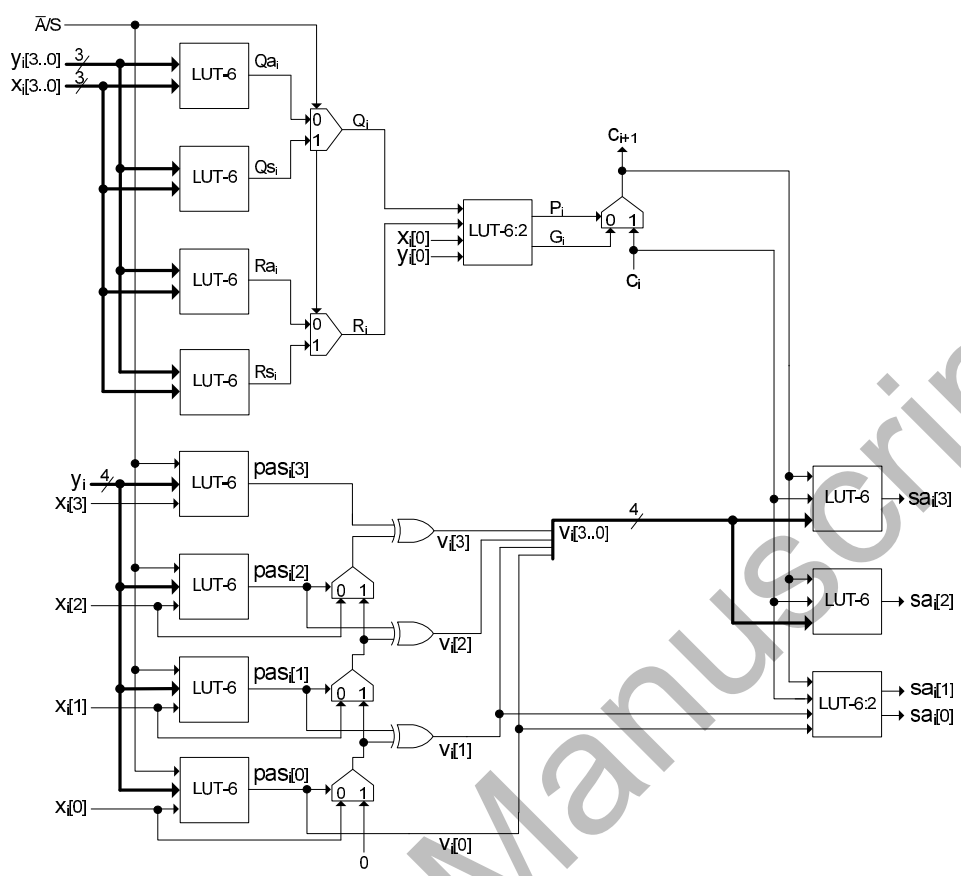 A̅/S
yi[3..0] 3
xi[3..0] 3
LUT-6 Qai
0
1
Qi
LUT-6 Qsi
LUT-6 Rai
0
1
Ri
LUT-6 Rsi
xi[0]
yi[0]
LUT-6:2
Pi
Gi
0 1
ci+1
ci
yi 4
xi[3]
LUT-6 pasi[3]
vi[3]
xi[2]
LUT-6 pasi[2]
0 1
vi[2]
xi[1]
LUT-6 pasi[1]
0 1
vi[1]
xi[0]
LUT-6 pasi[0]
0 1
0
vi[0]
4
vi[3..0]
LUT-6 sai[3]
LUT-6 sai[2]
LUT-6:2 sai[1]
sai[0]
Manuscrip